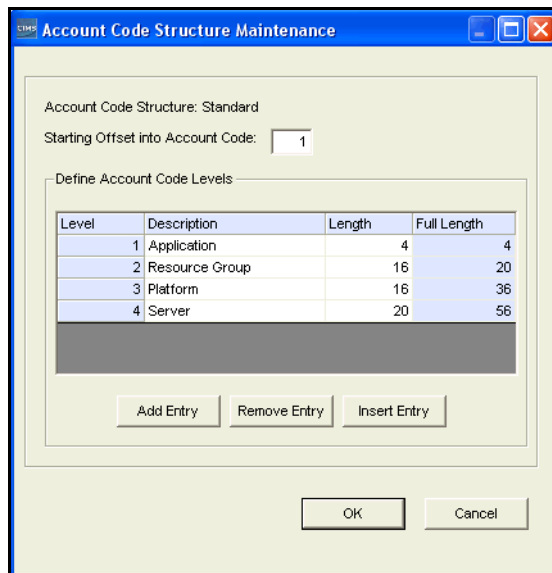 CIMS Account Code Structure Maintenance
Account Code Structure: Standard
Starting Offset into Account Code: 1
Define Account Code Levels
Level Description Length Full Length
1 Application 4 4
2 Resource Group 16 20
3 Platform 16 36
4 Server 20 56
Add Entry Remove Entry Insert Entry
OK Cancel